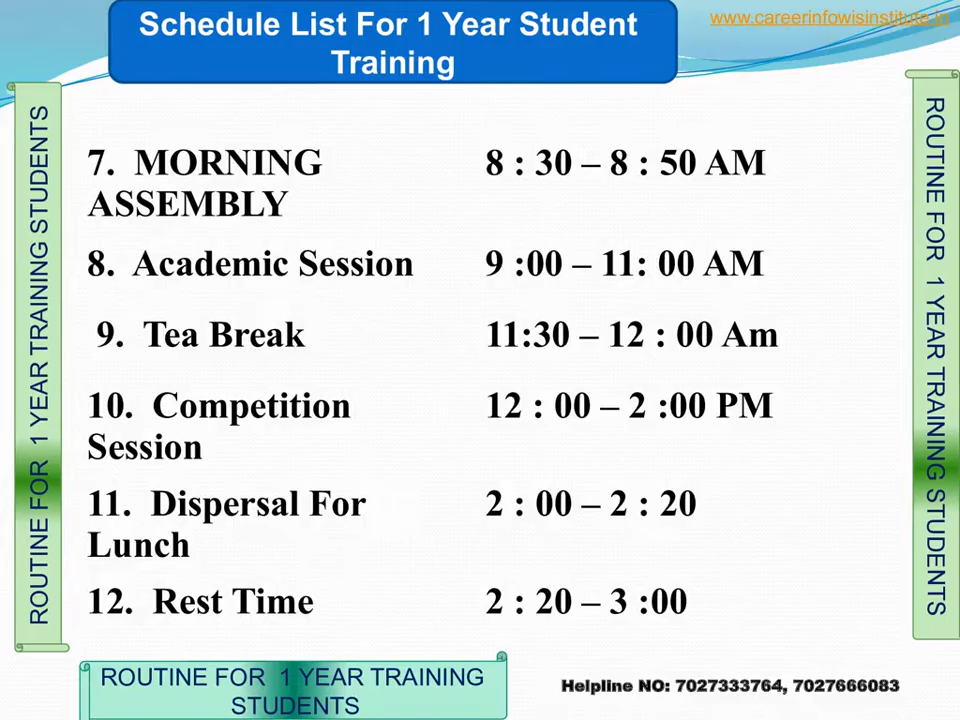 Schedule List For 1 Year Student
Training
www.careerinfowisinstitute.in
ROUTINE FOR 1 YEAR TRAINING STUDENTS
7. MORNING
ASSEMBLY
8 : 30 – 8 : 50 AM
8. Academic Session
9 :00 – 11: 00 AM
9. Tea Break
11:30 – 12 : 00 Am
10. Competition
Session
12 : 00 – 2 :00 PM
11. Dispersal For
Lunch
2 : 00 – 2 : 20
12. Rest Time
2 : 20 – 3 :00
ROUTINE FOR 1 YEAR TRAINING STUDENTS
ROUTINE FOR 1 YEAR TRAINING
STUDENTS
Helpline NO: 7027333764, 7027666083